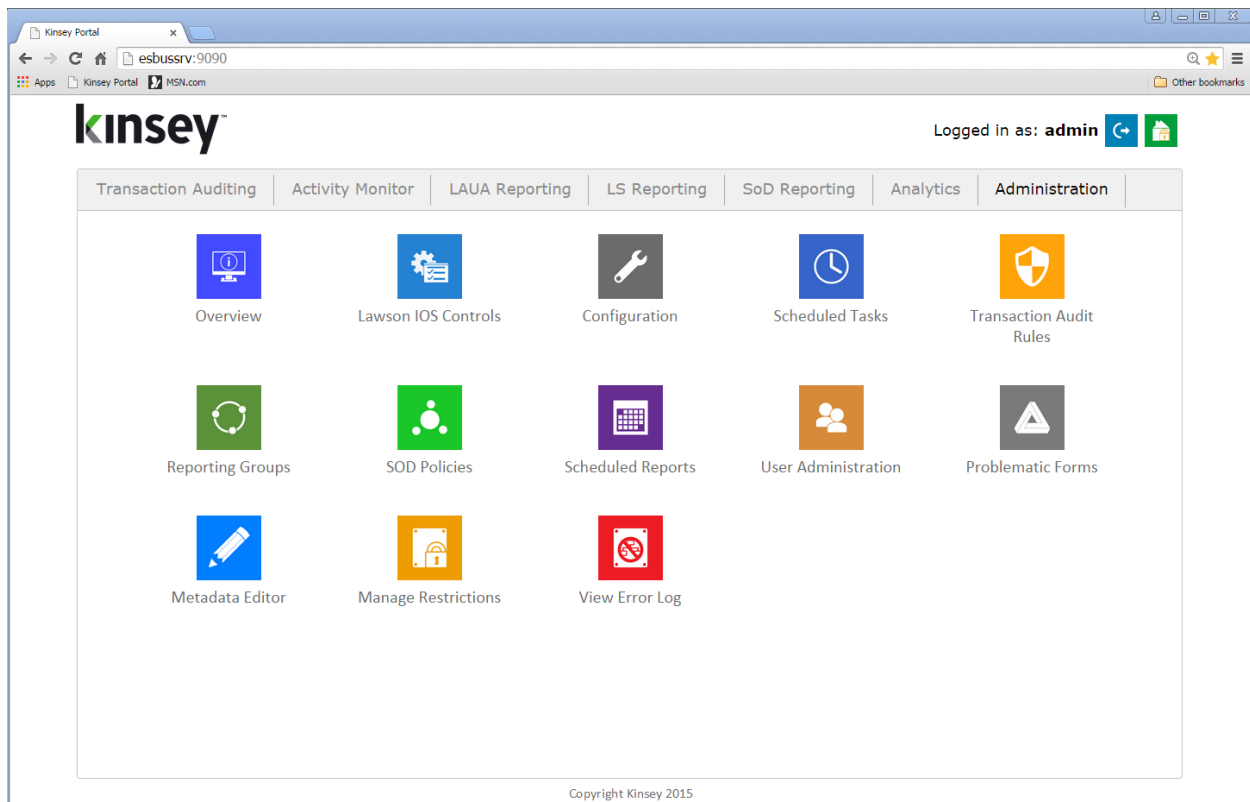 Kinsey Portal
esbussrv:9090
Apps Kinsey Portal MSN.com Other bookmarks
kinsey™
Logged in as: admin
Transaction Auditing Activity Monitor LAUA Reporting LS Reporting SoD Reporting Analytics Administration
Overview Lawson IOS Controls Configuration Scheduled Tasks Transaction Audit
Rules
Reporting Groups SOD Policies Scheduled Reports User Administration Problematic Forms
Metadata Editor Manage Restrictions View Error Log
Copyright Kinsey 2015